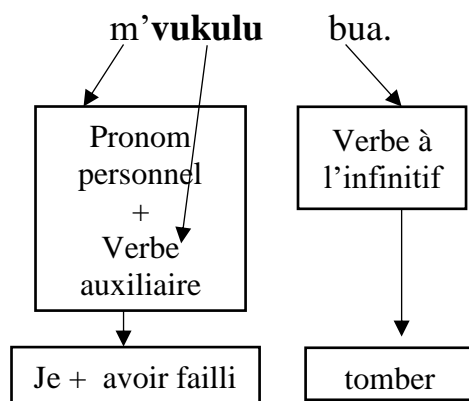 m’vukulu bua.
Pronom
personnel
+
Verbe
auxiliaire
Verbe à
l’infinitif
Je + avoir failli
tomber